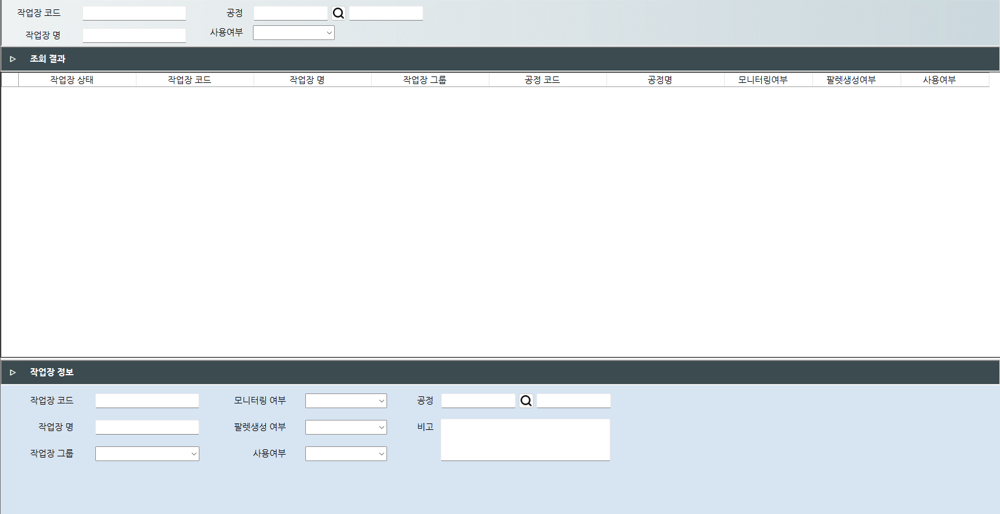 작업장 코드 공정
작업장 명 사용여부
조회 결과
작업장 상태 작업장 코드 작업장 명 작업장 그룹 공정 코드 공정명 모니터링여부 팔렛생성여부 사용여부
작업장 정보
작업장 코드 모니터링 여부 공정
작업장 명 팔렛생성 여부 비고
작업장 그룹 사용여부